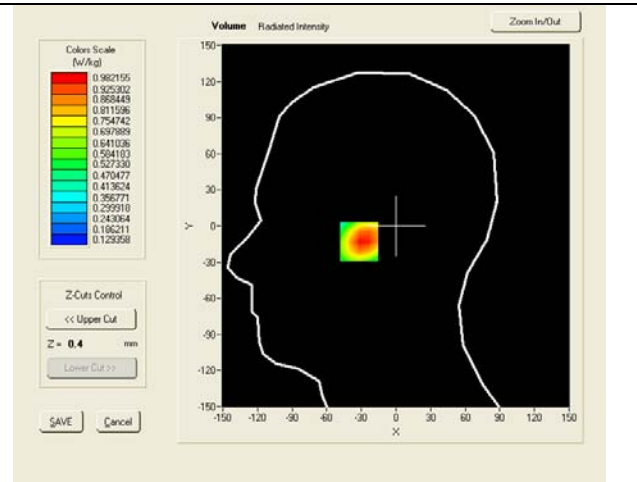 Volume Radiated Intensity
Zoom In/Out
Colors Scale
(W/kg)
0.982155
0.925302
0.868449
0.811596
0.754742
0.697889
0.641036
0.584183
0.527330
0.470477
0.413624
0.356771
0.299918
0.243064
0.186211
0.129358
Z-Cuts Control
<< Upper Cut
Z = 0.4 mm
Lower Cut >>
SAVE Cancel
150-
120-
90-
60-
30-
Y 0-
-30-
-60-
-90-
-120-
-150-
-150 -120 -90 -60 -30 0 30 60 90 120 150
X